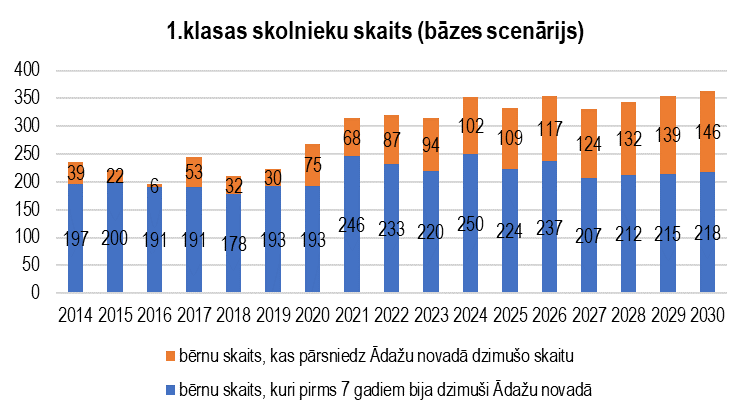 1.klasas skolnieku skaits (bāzes scenārijs)
400
350
300
250
200
150
100
50
0
39 22 6 53 32 30 75 68 87 94 102 109 117 124 132 139 146
197 200 191 191 178 193 193 246 233 220 250 224 237 207 212 215 218
2014 2015 2016 2017 2018 2019 2020 2021 2022 2023 2024 2025 2026 2027 2028 2029 2030
bērnu skaits, kas pārsniedz Ādažu novadā dzimušo skaitu
bērnu skaits, kuri pirms 7 gadiem bija dzimuši Ādažu novadā